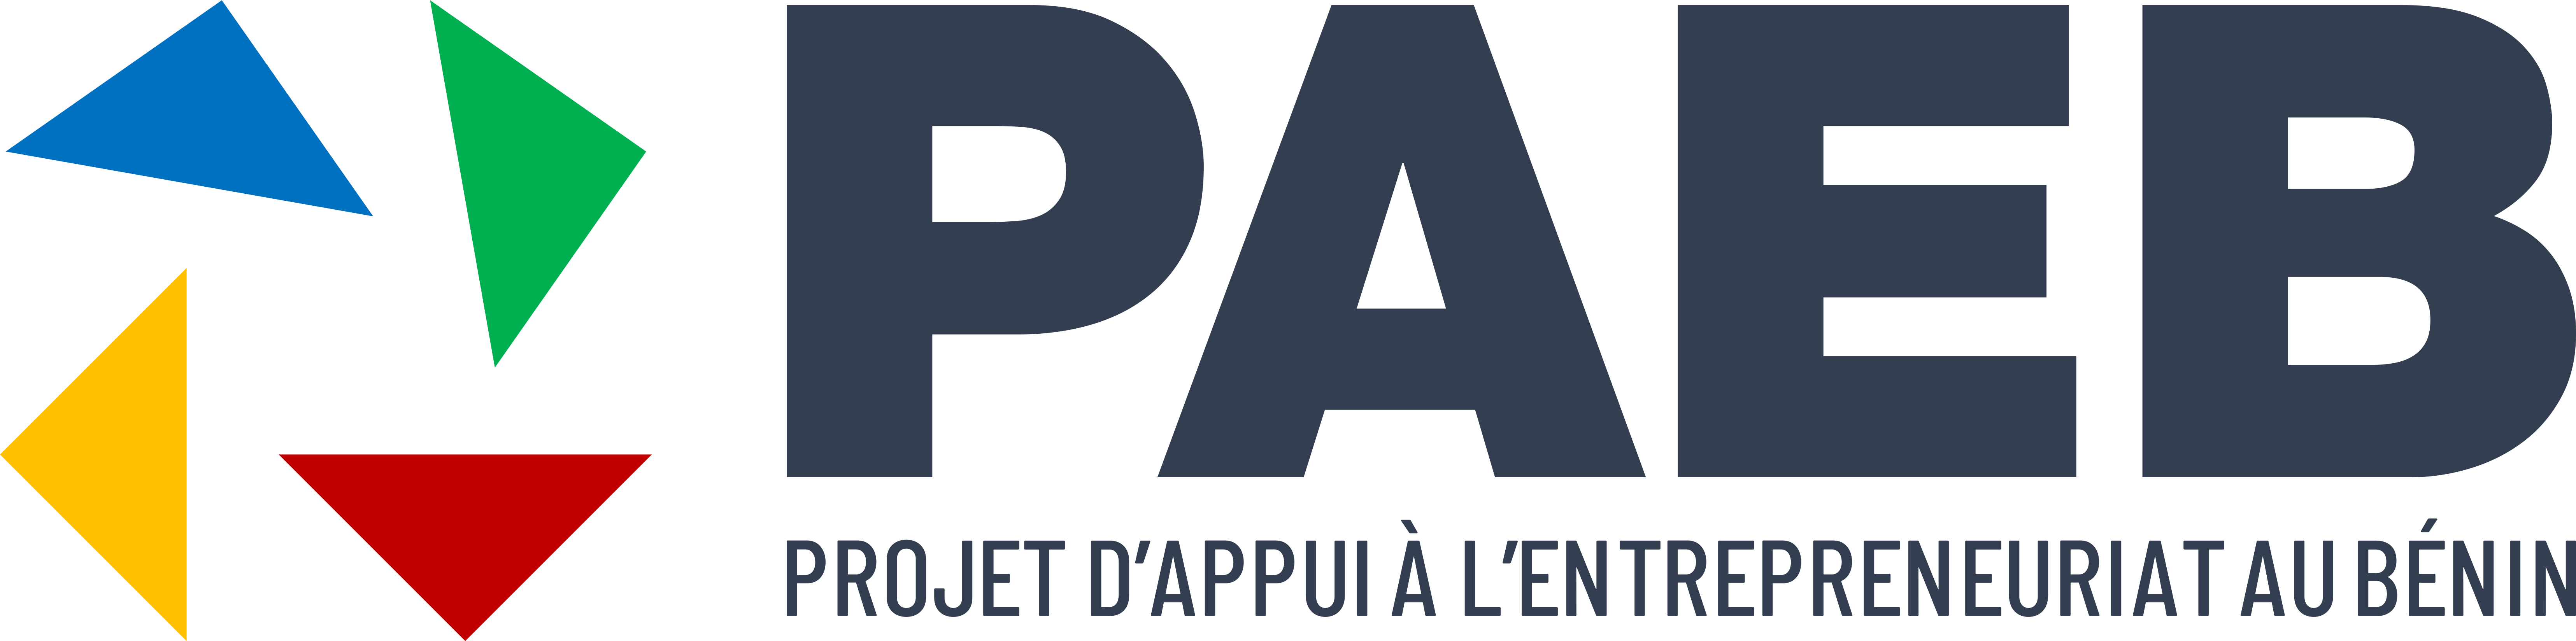 PAEB
PROJET D’APPUI À L’ENTREPRENEURIAT AU BÉNIN